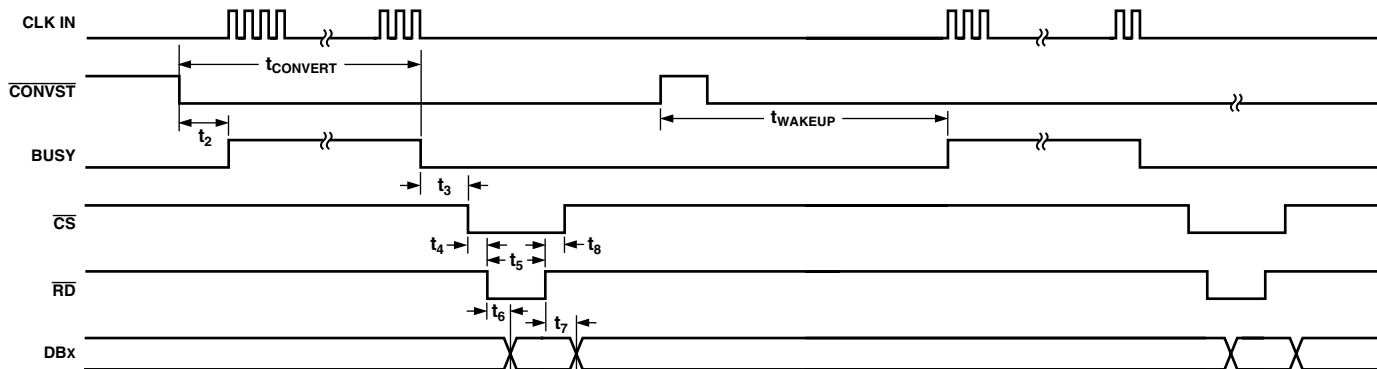 CLK IN
tCONVERT
CONVST
t2
tWAKEUP
BUSY
t3
CS
t4
t8
t5
RD
t6
t7
DBx